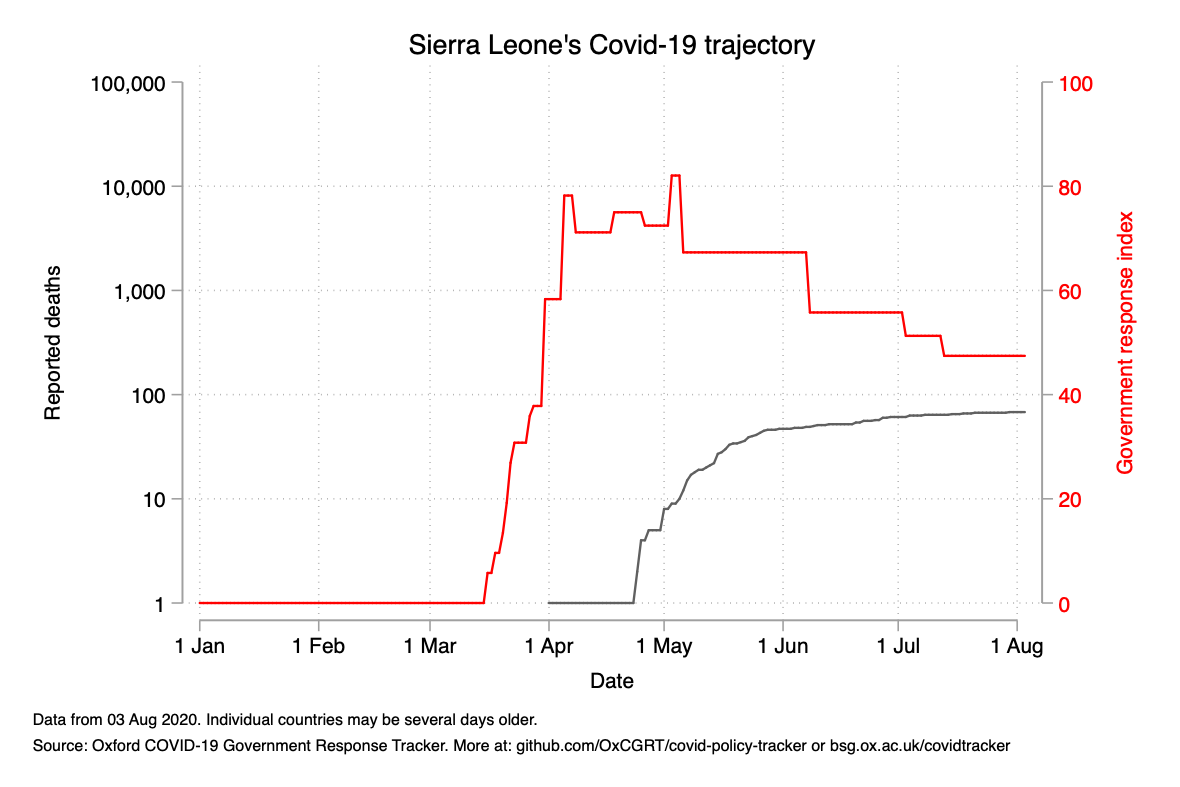 Sierra Leone's Covid-19 trajectory
100,000
10,000
1,000
100
10
1
Reported deaths
100
80
60
40
20
0
Government response index
1 Jan 1 Feb 1 Mar 1 Apr 1 May 1 Jun 1 Jul 1 Aug
Date
Data from 03 Aug 2020. Individual countries may be several days older.
Source: Oxford COVID-19 Government Response Tracker. More at: github.com/OxCGRT/covid-policy-tracker or bsg.ox.ac.uk/covidtracker